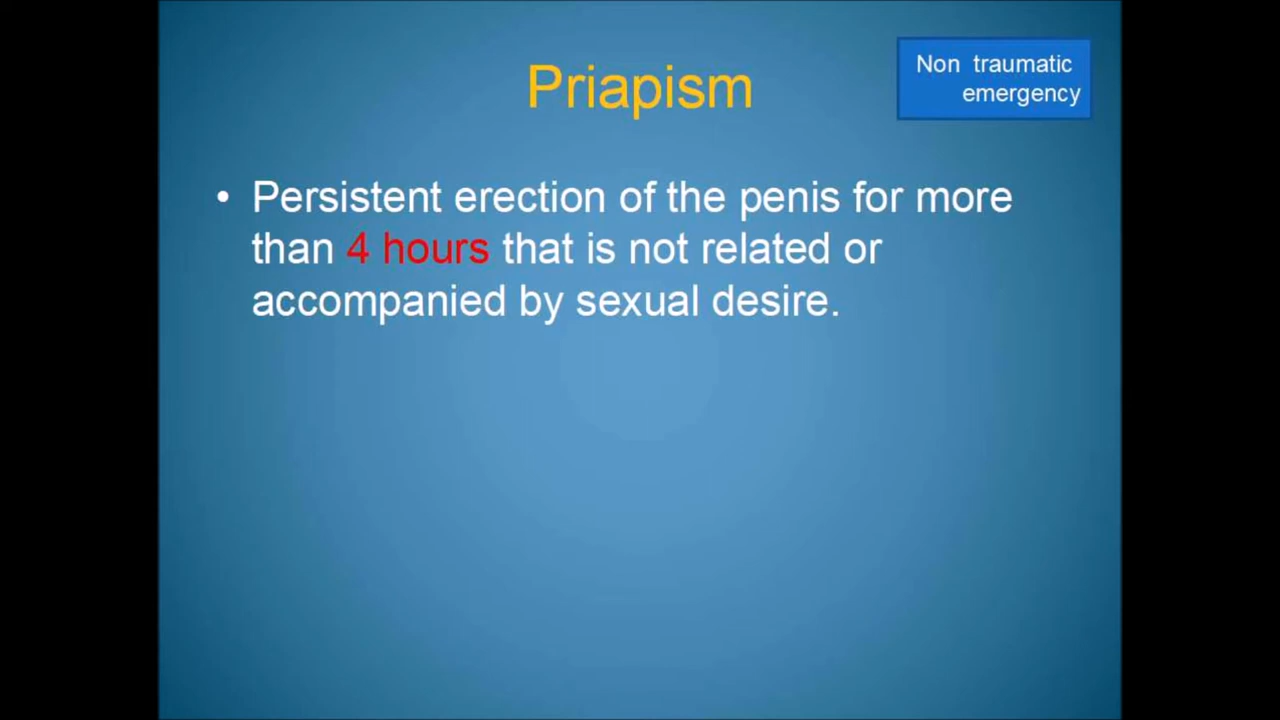 Priapism
Non traumatic
emergency
• Persistent erection of the penis for more
than 4 hours that is not related or
accompanied by sexual desire.